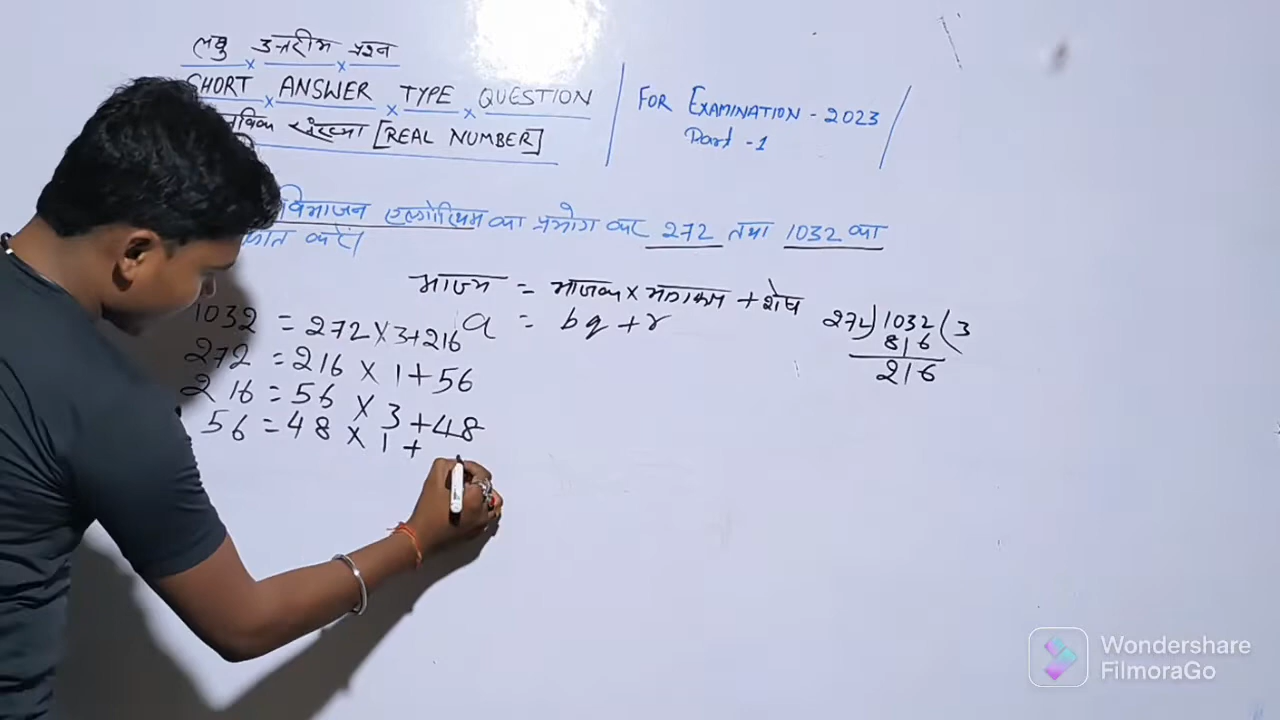 लघु उत्तरीय प्रश्न
SHORT ANSWER TYPE QUESTION
[REAL NUMBER]
FOR EXAMINATION - 2023
Part - 1
विभाजन एल्गोरिथम का प्रयोग कर 272 तथा 1032 का
ज्ञात करें।
भाज्य = भाजक × भागफल + शेष
a = bq + r
1032 = 272 × 3 + 216
272 = 216 × 1 + 56
216 = 56 × 3 + 48
56 = 48 × 1 +
272) 1032 ( 3
816
216
Wondershare
FilmoraGo